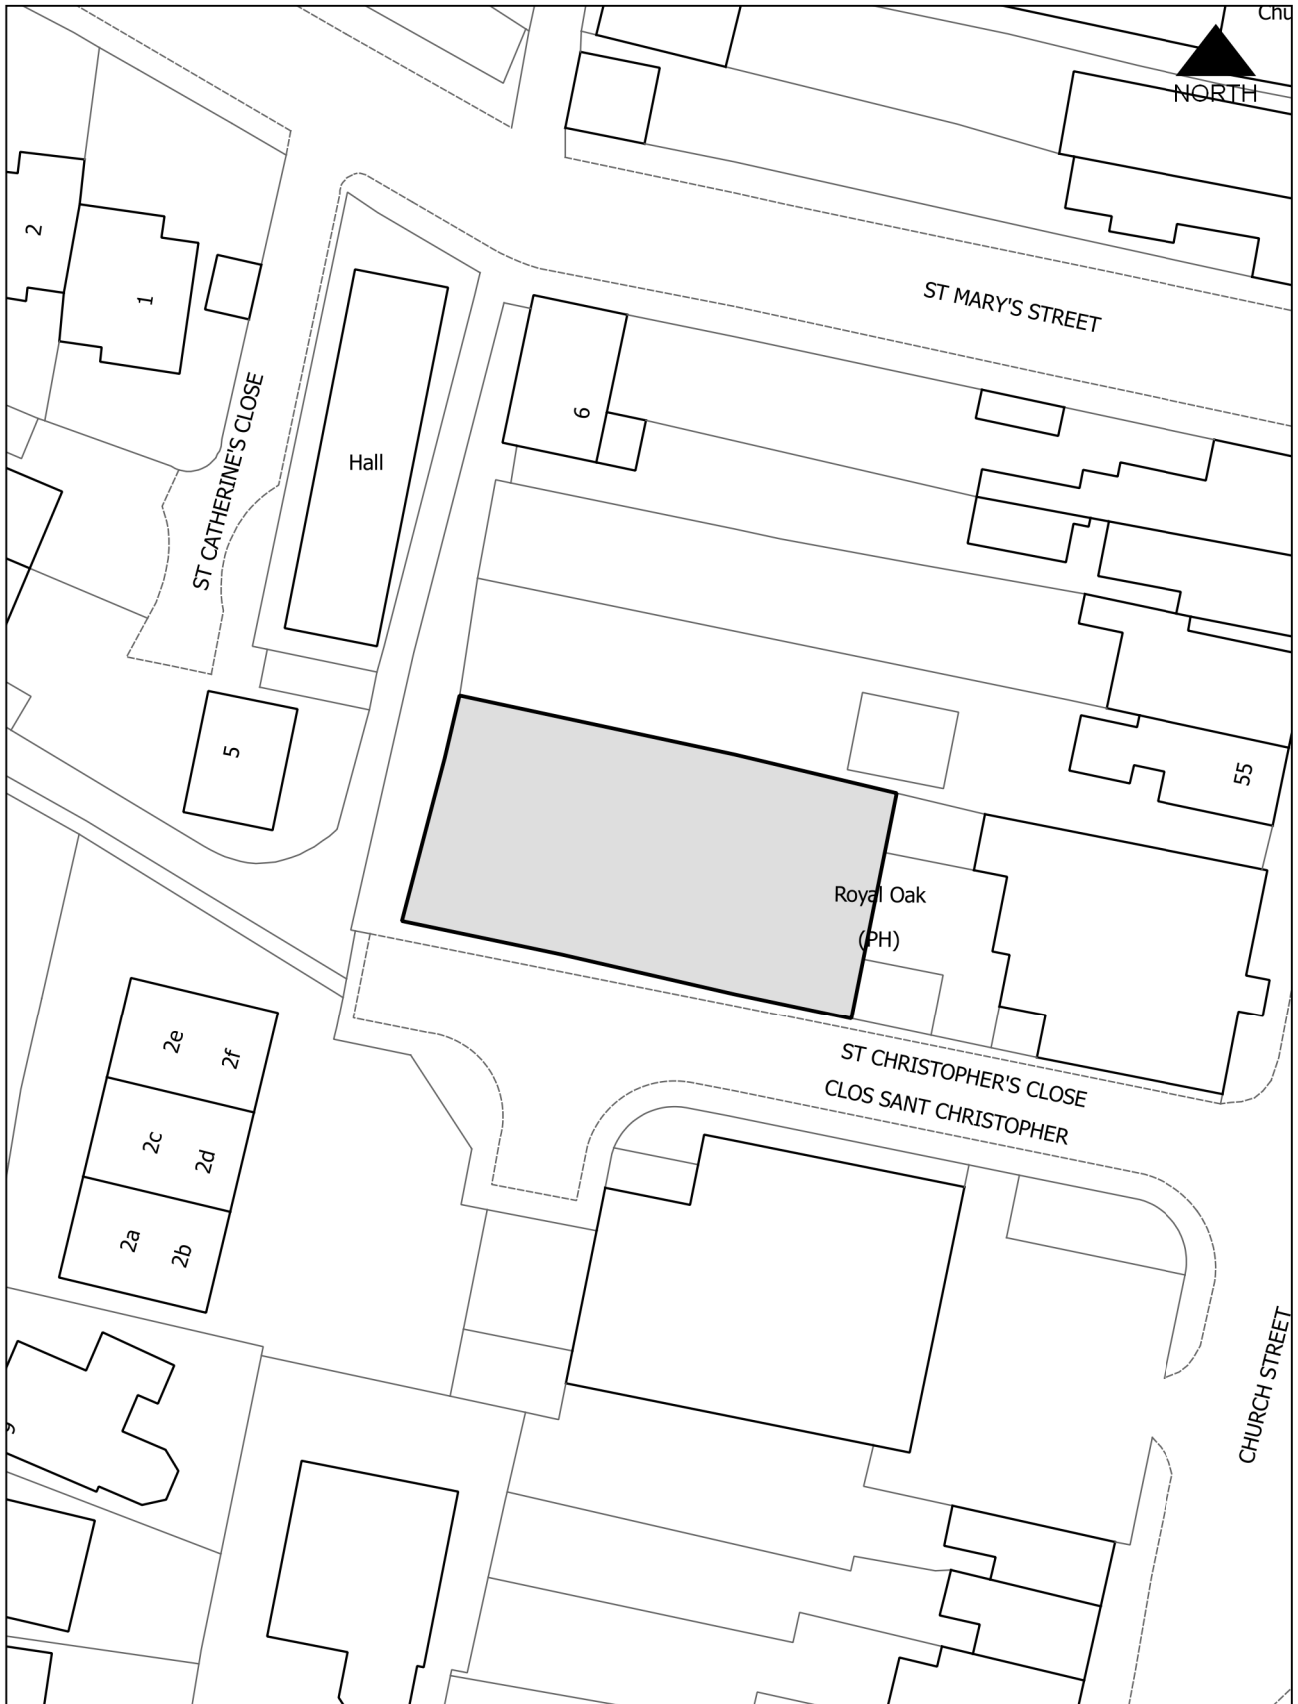 Chu
NORTH
2
1
ST MARY'S STREET
ST CATHERINE'S CLOSE
Hall
6
5
55
Royal Oak
(PH)
ST CHRISTOPHER'S CLOSE
CLOS SANT CHRISTOPHER
2e
2f
2c
2d
2a
2b
CHURCH STREET
9